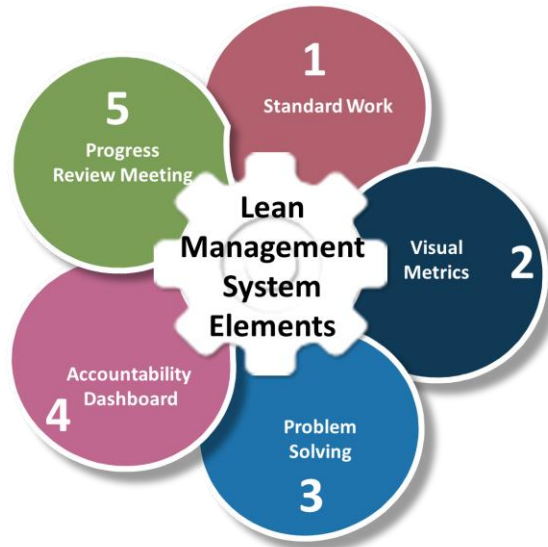 Lean
Management
System
Elements
1
Standard Work
2
Visual
Metrics
3
Problem
Solving
4
Accountability
Dashboard
5
Progress
Review Meeting